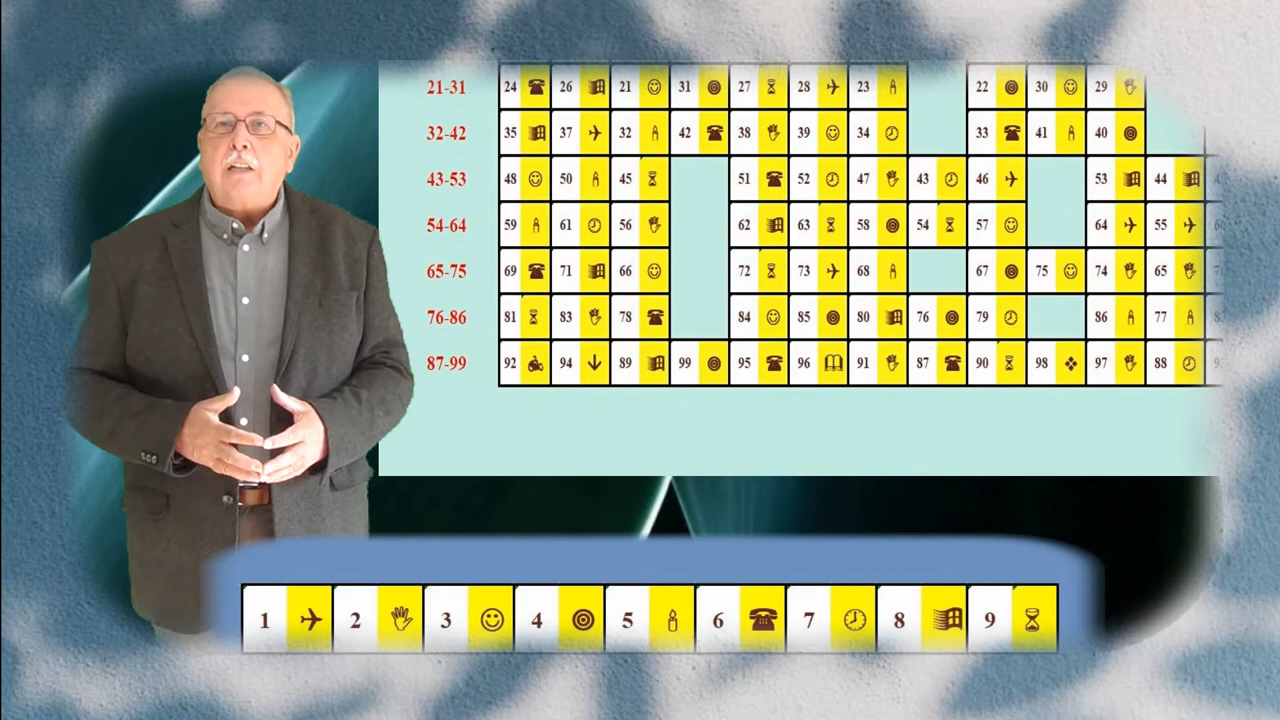 21-31 24 26 21 31 27 28 23 22 30 29
32-42 35 37 32 42 38 39 34 33 41 40
43-53 48 50 45 51 52 47 43 46 53 44
54-64 59 61 56 62 63 58 54 57 64 55
65-75 69 71 66 72 73 68 67 75 74 65
76-86 81 83 78 84 85 80 76 79 86 77
87-99 92 94 89 99 95 96 91 87 90 98 97 88
1 2 3 4 5 6 7 8 9